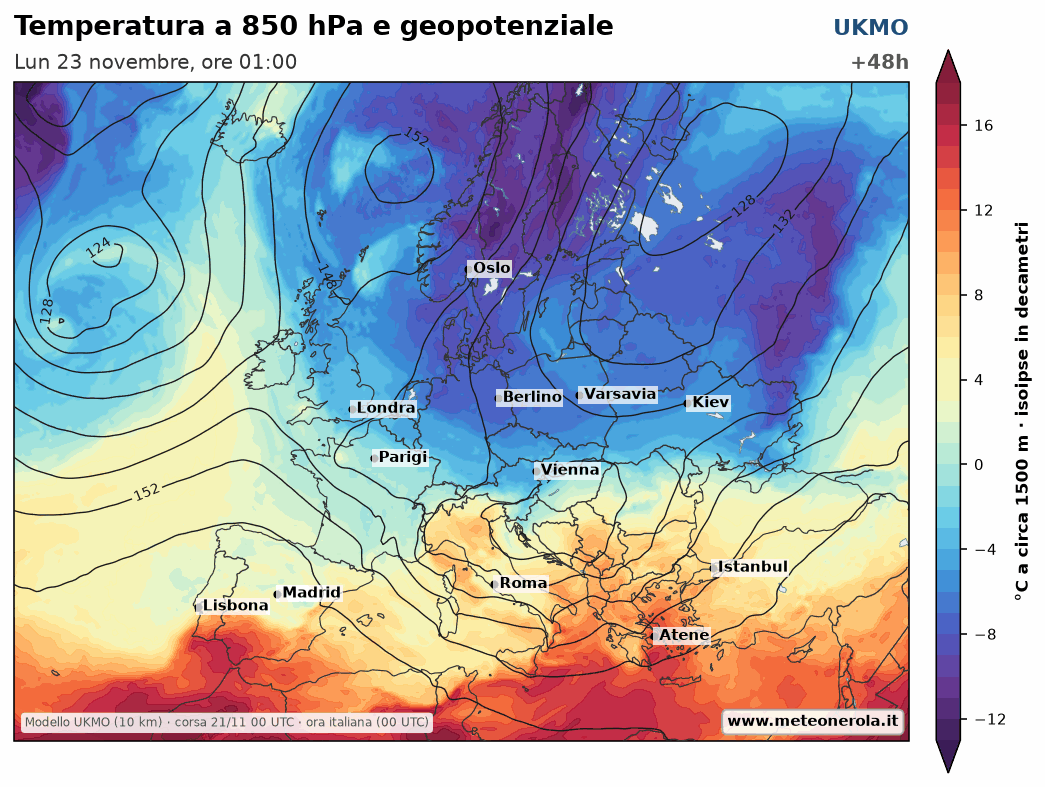 Temperatura a 850 hPa e geopotenziale
UKMO
Lun 23 novembre, ore 01:00
+48h
152
124
128
148
128
132
152
Oslo
Londra
Berlino
Varsavia
Kiev
Parigi
Vienna
Istanbul
Roma
Madrid
Lisbona
Atene
Modello UKMO (10 km) · corsa 21/11 00 UTC · ora italiana (00 UTC)
www.meteonerola.it
16
12
8
4
0
−4
−8
−12
°C a circa 1500 m · isoipse in decametri